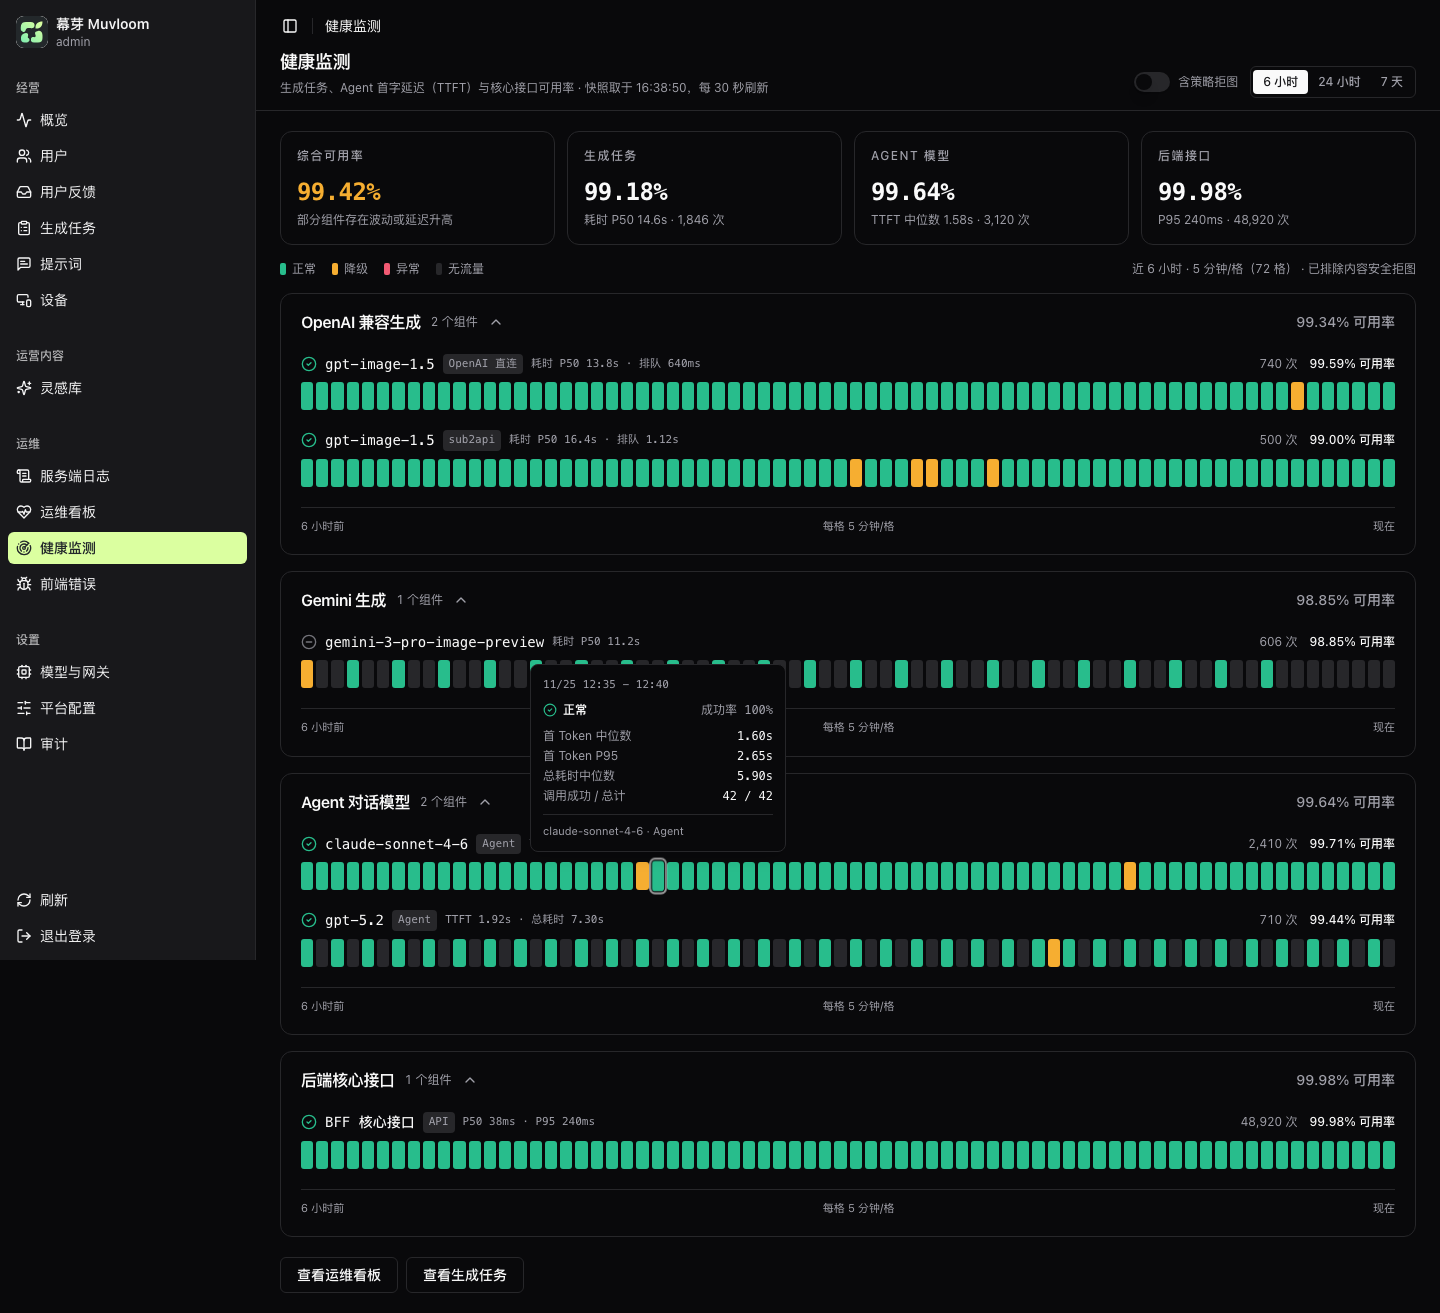 幕芽 Muvloom
admin
经营
概览
用户
用户反馈
生成任务
提示词
设备
运营内容
灵感库
运维
服务端日志
运维看板
健康监测
前端错误
设置
模型与网关
平台配置
审计
刷新
退出登录
健康监测
健康监测
生成任务、Agent 首字延迟（TTFT）与核心接口可用率 · 快照取于 16:38:50，每 30 秒刷新
含策略拒图 6 小时 24 小时 7 天
综合可用率
99.42%
部分组件存在波动或延迟升高
生成任务
99.18%
耗时 P50 14.6s · 1,846 次
AGENT 模型
99.64%
TTFT 中位数 1.58s · 3,120 次
后端接口
99.98%
P95 240ms · 48,920 次
正常 降级 异常 无流量
近 6 小时 · 5 分钟/格（72 格） · 已排除内容安全拒图
OpenAI 兼容生成 2 个组件 99.34% 可用率
gpt-image-1.5 OpenAI 直连 耗时 P50 13.8s · 排队 640ms 740 次 99.59% 可用率
gpt-image-1.5 sub2api 耗时 P50 16.4s · 排队 1.12s 500 次 99.00% 可用率
6 小时前 每格 5 分钟/格 现在
Gemini 生成 1 个组件 98.85% 可用率
gemini-3-pro-image-preview 耗时 P50 11.2s 606 次 98.85% 可用率
6 小时前 每格 5 分钟/格 现在
11/25 12:35 – 12:40
正常 成功率 100%
首 Token 中位数 1.60s
首 Token P95 2.65s
总耗时中位数 5.90s
调用成功 / 总计 42 / 42
claude-sonnet-4-6 · Agent
Agent 对话模型 2 个组件 99.64% 可用率
claude-sonnet-4-6 Agent 2,410 次 99.71% 可用率
gpt-5.2 Agent TTFT 1.92s · 总耗时 7.30s 710 次 99.44% 可用率
6 小时前 每格 5 分钟/格 现在
后端核心接口 1 个组件 99.98% 可用率
BFF 核心接口 API P50 38ms · P95 240ms 48,920 次 99.98% 可用率
6 小时前 每格 5 分钟/格 现在
查看运维看板 查看生成任务